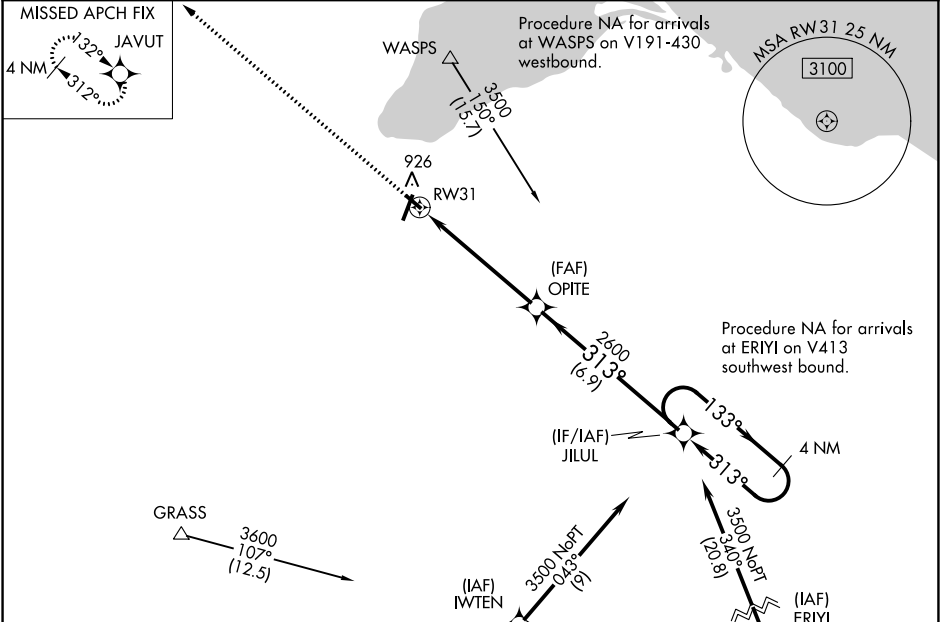 MISSED APCH FIX
JAVUT
132°
4 NM
312°
Procedure NA for arrivals
at WASPS on V191-430
westbound.
WASPS
3500
150°
(15.7)
MSA RW31 25 NM
3100
926
RW31
(FAF)
OPITE
2600
313°
(6.9)
Procedure NA for arrivals
at ERIYI on V413
southwest bound.
(IF/IAF)
JILUL
133°
4 NM
313°
GRASS
3600
107°
(12.5)
3500 NoPT
043°
(9)
3500 NoPT
340°
(20.8)
(IAF)
IWTEN
(IAF)
ERIYI